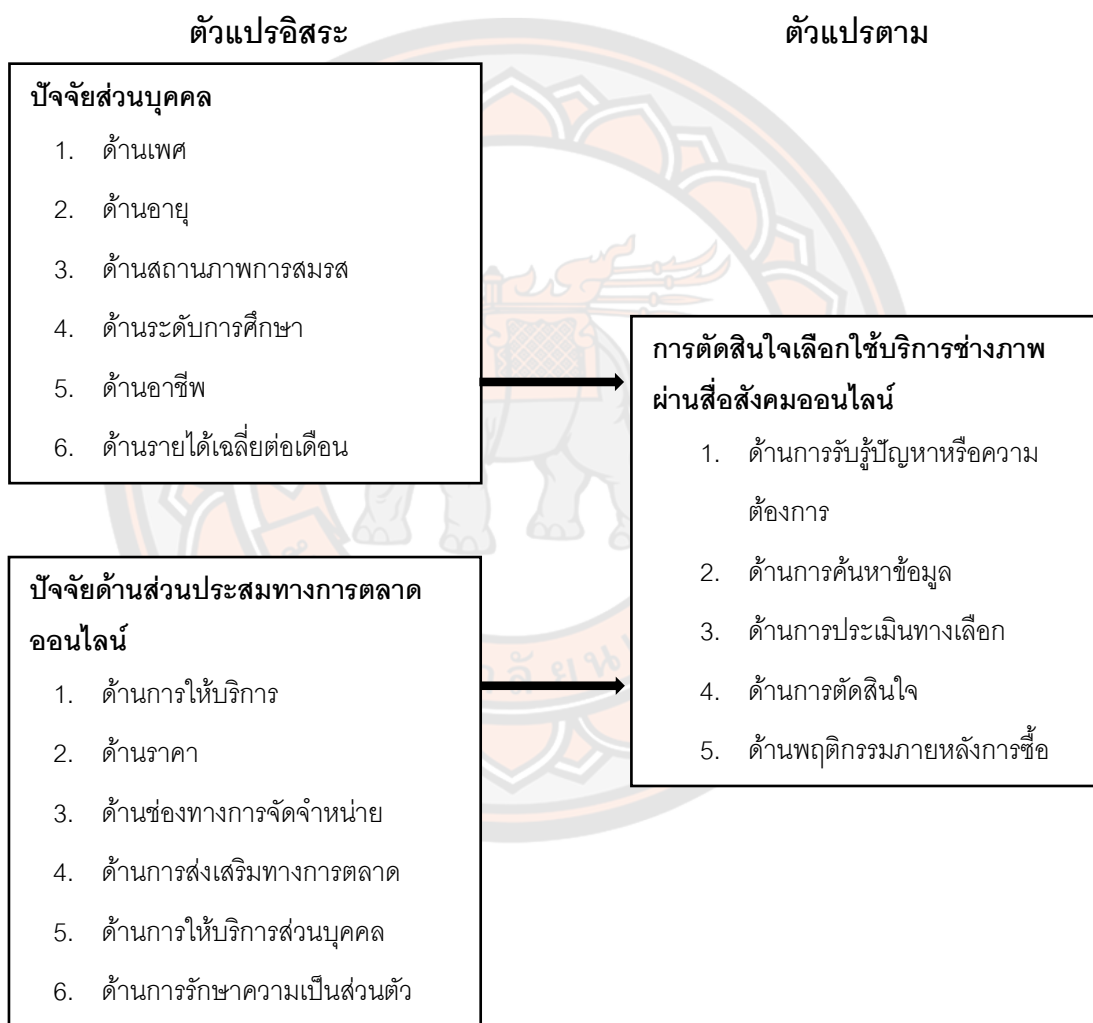 ตัวแปรอิสระ
ตัวแปรตาม
ปัจจัยส่วนบุคคล
1. ด้านเพศ
2. ด้านอายุ
3. ด้านสถานภาพการสมรส
4. ด้านระดับการศึกษา
5. ด้านอาชีพ
6. ด้านรายได้เฉลี่ยต่อเดือน
ปัจจัยด้านส่วนประสมทางการตลาด
ออนไลน์
1. ด้านการให้บริการ
2. ด้านราคา
3. ด้านช่องทางการจัดจำหน่าย
4. ด้านการส่งเสริมทางการตลาด
5. ด้านการให้บริการส่วนบุคคล
6. ด้านการรักษาความเป็นส่วนตัว
การตัดสินใจเลือกใช้บริการช่างภาพ
ผ่านสื่อสังคมออนไลน์
1. ด้านการรับรู้ปัญหาหรือความ
ต้องการ
2. ด้านการค้นหาข้อมูล
3. ด้านการประเมินทางเลือก
4. ด้านการตัดสินใจ
5. ด้านพฤติกรรมภายหลังการซื้อ